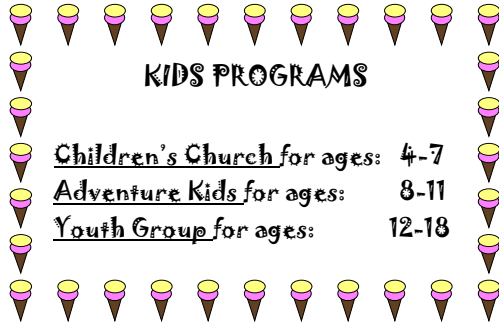 KIDS PROGRAMS
Children's Church for ages: 4-7
Adventure Kids for ages: 8-11
Youth Group for ages: 12-18